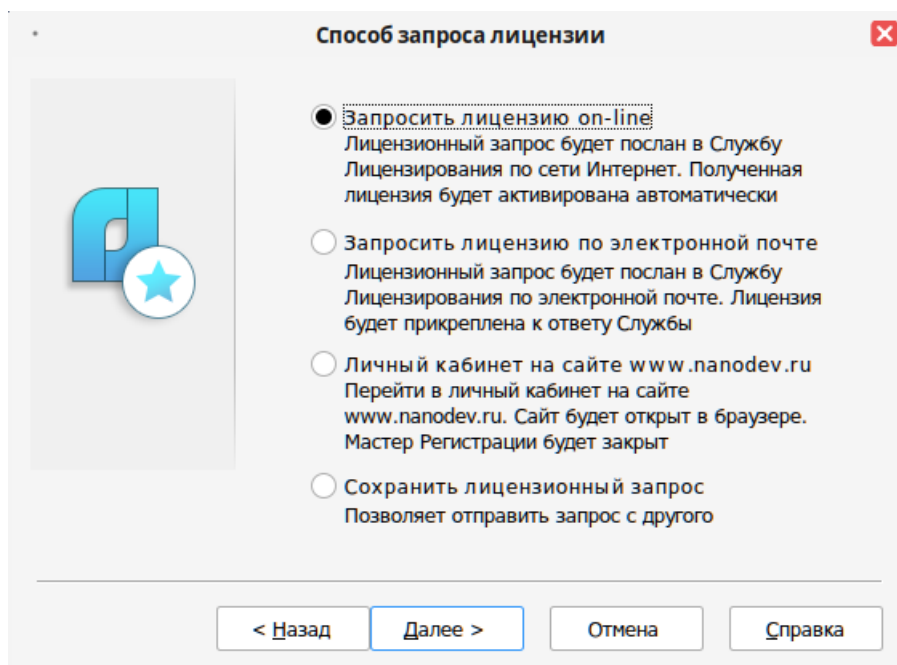 Способ запроса лицензии
Запросить лицензию on-line
Лицензионный запрос будет послан в Службу
Лицензирования по сети Интернет. Полученная
лицензия будет активирована автоматически
Запросить лицензию по электронной почте
Лицензионный запрос будет послан в Службу
Лицензирования по электронной почте. Лицензия
будет прикреплена к ответу Службы
Личный кабинет на сайте www.nanodev.ru
Перейти в личный кабинет на сайте
www.nanodev.ru. Сайт будет открыт в браузере.
Мастер Регистрации будет закрыт
Сохранить лицензионный запрос
Позволяет отправить запрос с другого
< Назад Далее > Отмена Справка